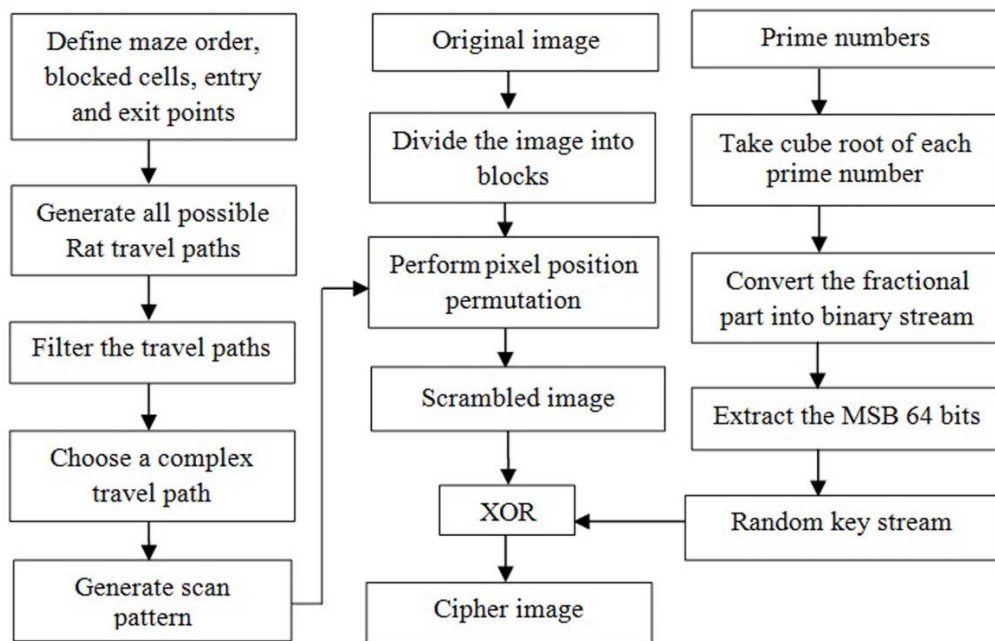 Define maze order,
blocked cells, entry
and exit points
Generate all possible
Rat travel paths
Filter the travel paths
Choose a complex
travel path
Generate scan
pattern
Original image
Divide the image into
blocks
Perform pixel position
permutation
Scrambled image
XOR
Cipher image
Prime numbers
Take cube root of each
prime number
Convert the fractional
part into binary stream
Extract the MSB 64 bits
Random key stream